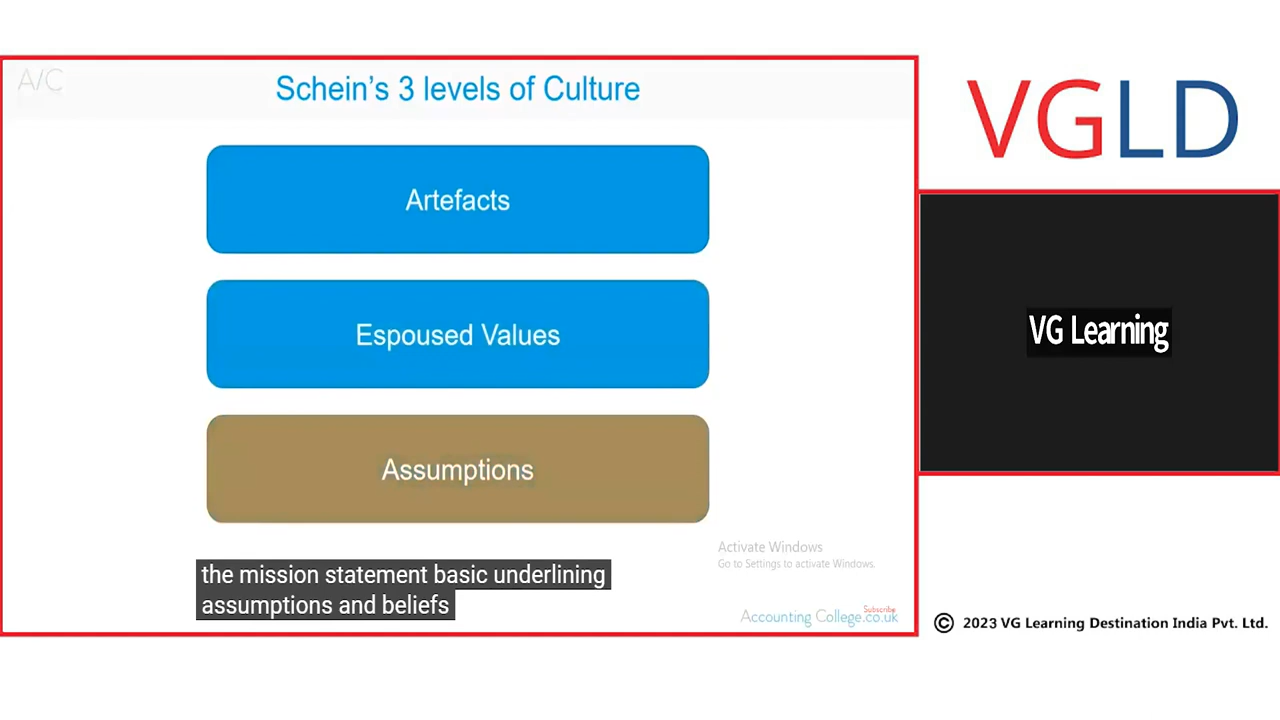 A/C
Schein's 3 levels of Culture
Artefacts
Espoused Values
Assumptions
the mission statement basic underlining
assumptions and beliefs
Activate Windows
Go to Settings to activate Windows.
Subscribe
Accounting College.co.uk
VGLD
VG Learning
© 2023 VG Learning Destination India Pvt. Ltd.